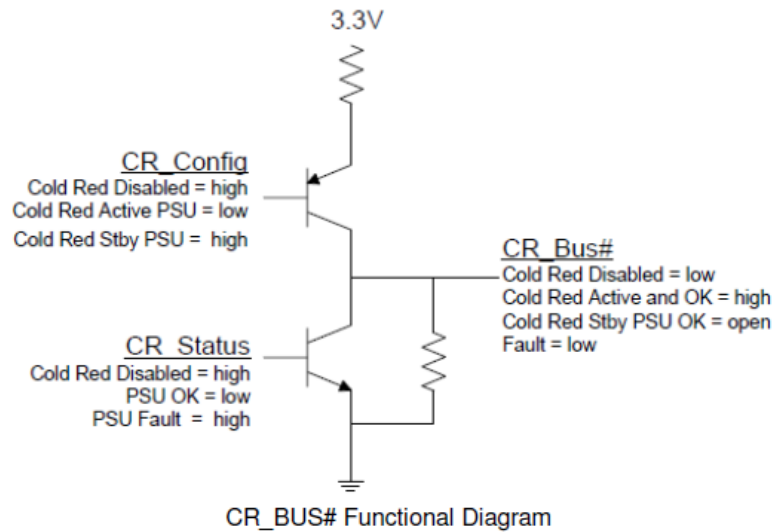 3.3V
CR_Config
Cold Red Disabled = high
Cold Red Active PSU = low
Cold Red Stby PSU = high
CR_Bus#
Cold Red Disabled = low
Cold Red Active and OK = high
Cold Red Stby PSU OK = open
Fault = low
CR_Status
Cold Red Disabled = high
PSU OK = low
PSU Fault = high
CR_BUS# Functional Diagram